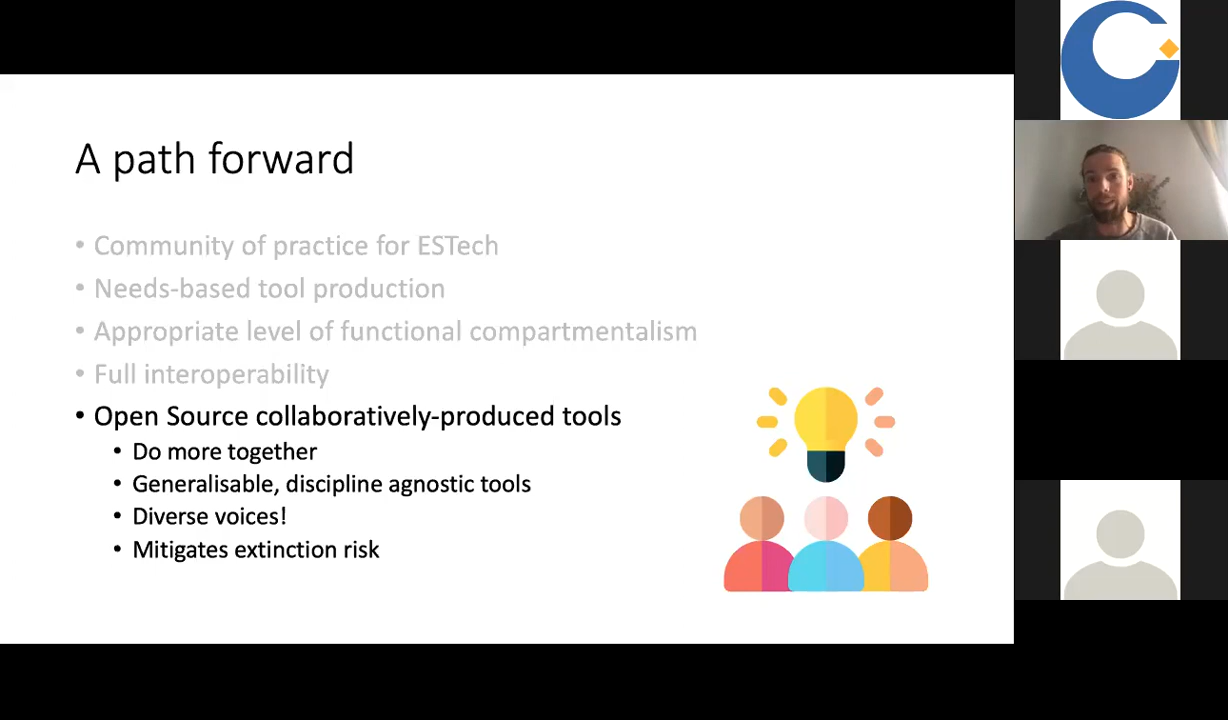 A path forward
• Community of practice for ESTech
• Needs-based tool production
• Appropriate level of functional compartmentalism
• Full interoperability
• Open Source collaboratively-produced tools
• Do more together
• Generalisable, discipline agnostic tools
• Diverse voices!
• Mitigates extinction risk